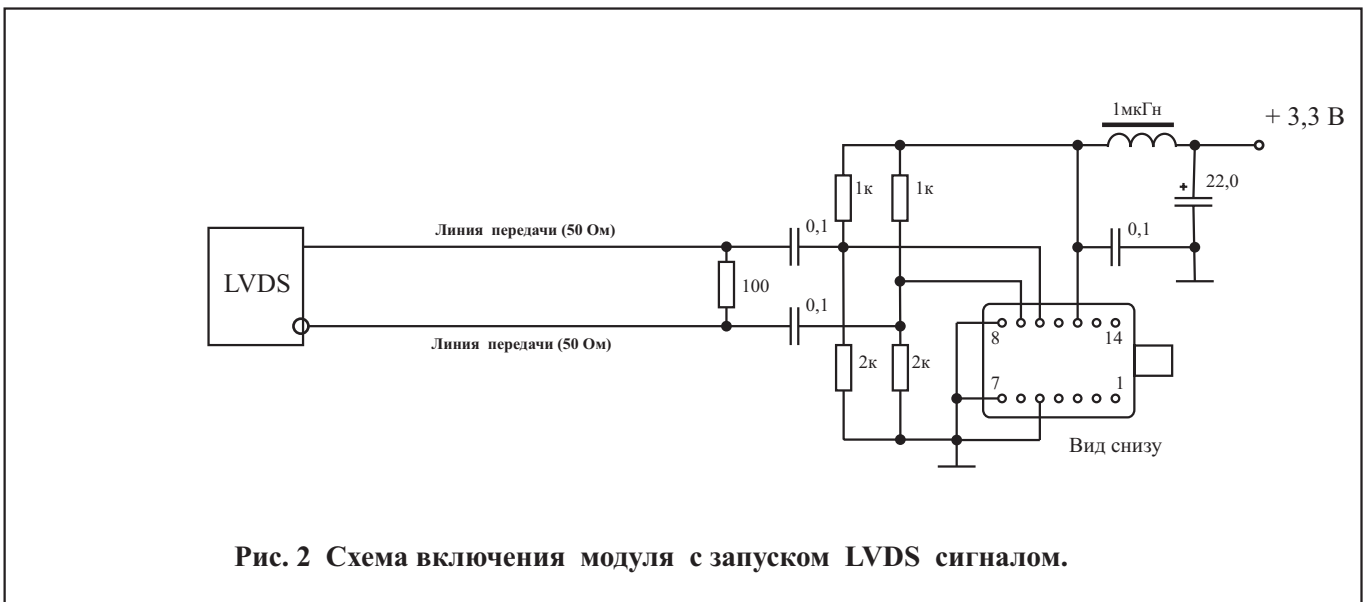 1мкГн
+ 3,3 В
1к
1к
22,0
Линия передачи (50 Ом)
0,1
0,1
LVDS
100
0,1
Линия передачи (50 Ом)
8
14
2к
2к
7
1
Вид снизу
Рис. 2 Схема включения модуля с запуском LVDS сигналом.